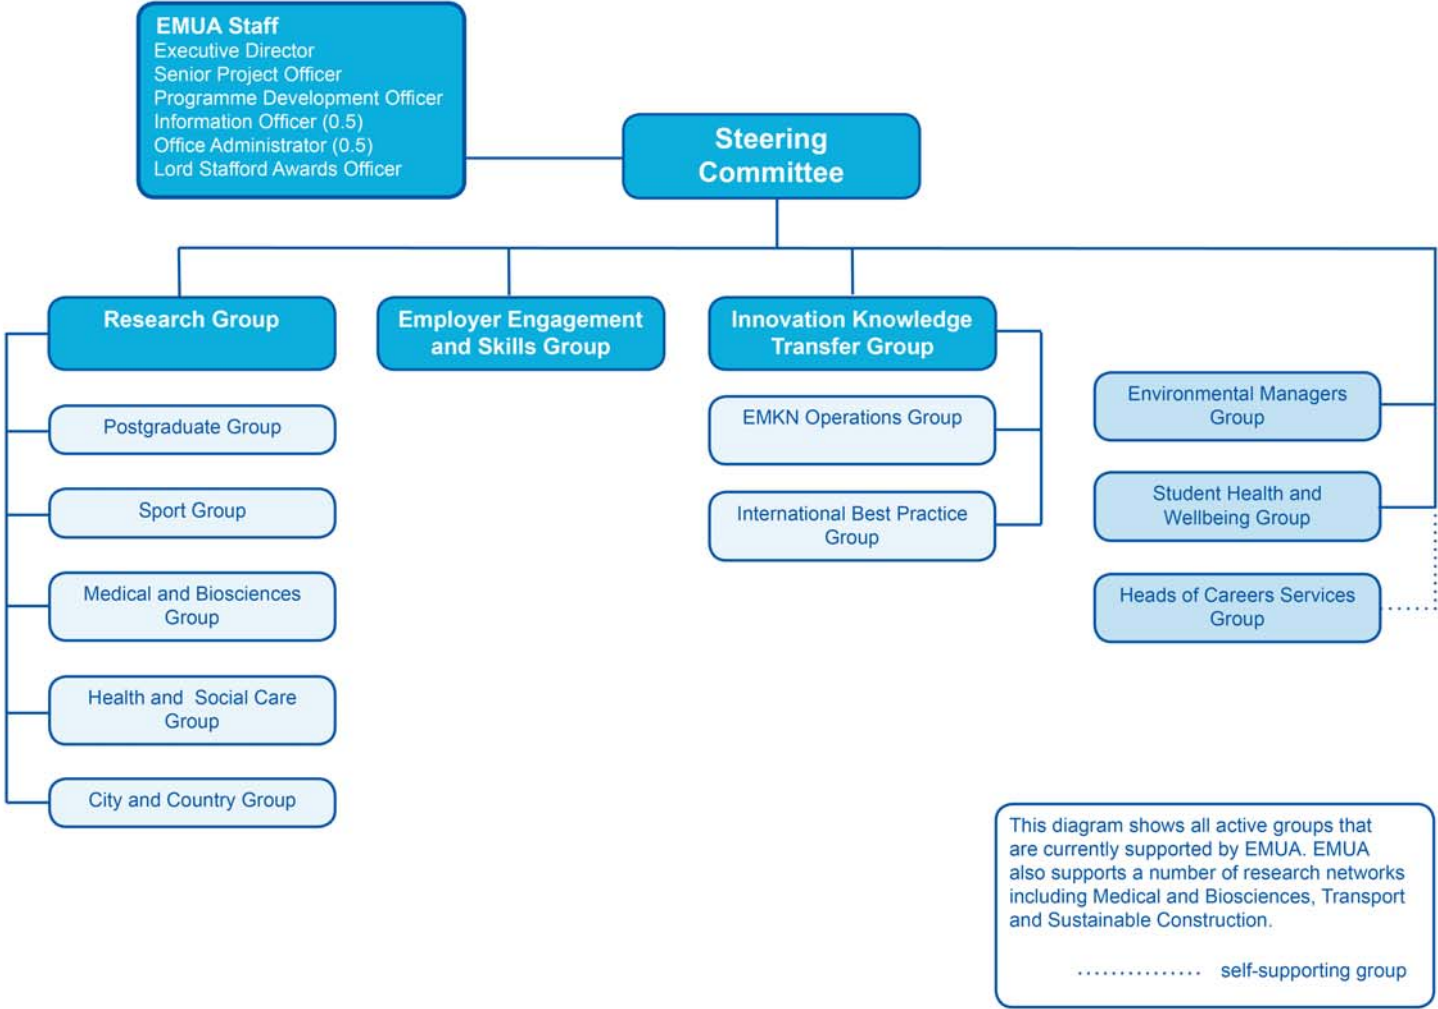 EMUA Staff
Executive Director
Senior Project Officer
Programme Development Officer
Information Officer (0.5)
Office Administrator (0.5)
Lord Stafford Awards Officer
Steering
Committee
Research Group
Employer Engagement
and Skills Group
Innovation Knowledge
Transfer Group
Postgraduate Group
Sport Group
Medical and Biosciences
Group
Health and Social Care
Group
City and Country Group
EMKN Operations Group
International Best Practice
Group
Environmental Managers
Group
Student Health and
Wellbeing Group
Heads of Careers Services
Group
This diagram shows all active groups that
are currently supported by EMUA. EMUA
also supports a number of research networks
including Medical and Biosciences, Transport
and Sustainable Construction.
self-supporting group